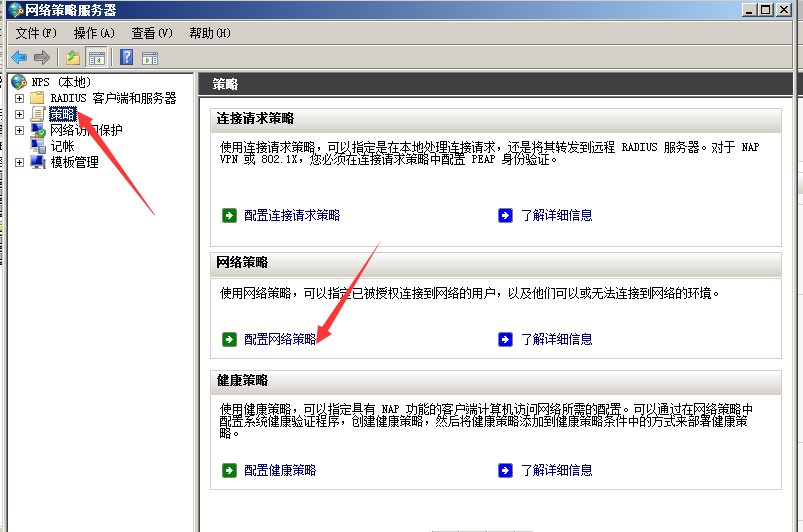 网络策略服务器
文件(F) 操作(A) 查看(V) 帮助(H)
NPS (本地)
RADIUS 客户端和服务器
策略
网络访问保护
记帐
模板管理
策略
连接请求策略
使用连接请求策略，可以指定是在本地处理连接请求，还是将其转发到远程 RADIUS 服务器。对于 NAP
VPN 或 802.1X，您必须在连接请求策略中配置 PEAP 身份验证。
配置连接请求策略 了解详细信息
网络策略
使用网络策略，可以指定已被授权连接到网络的用户，以及他们可以或无法连接到网络的环境。
配置网络策略 了解详细信息
健康策略
使用健康策略，可以指定具有 NAP 功能的客户端计算机访问网络所需的配置。可以通过在网络策略中
配置系统健康验证程序，创建健康策略，然后将健康策略添加到健康策略条件中的方式来部署健康策
略。
配置健康策略 了解详细信息